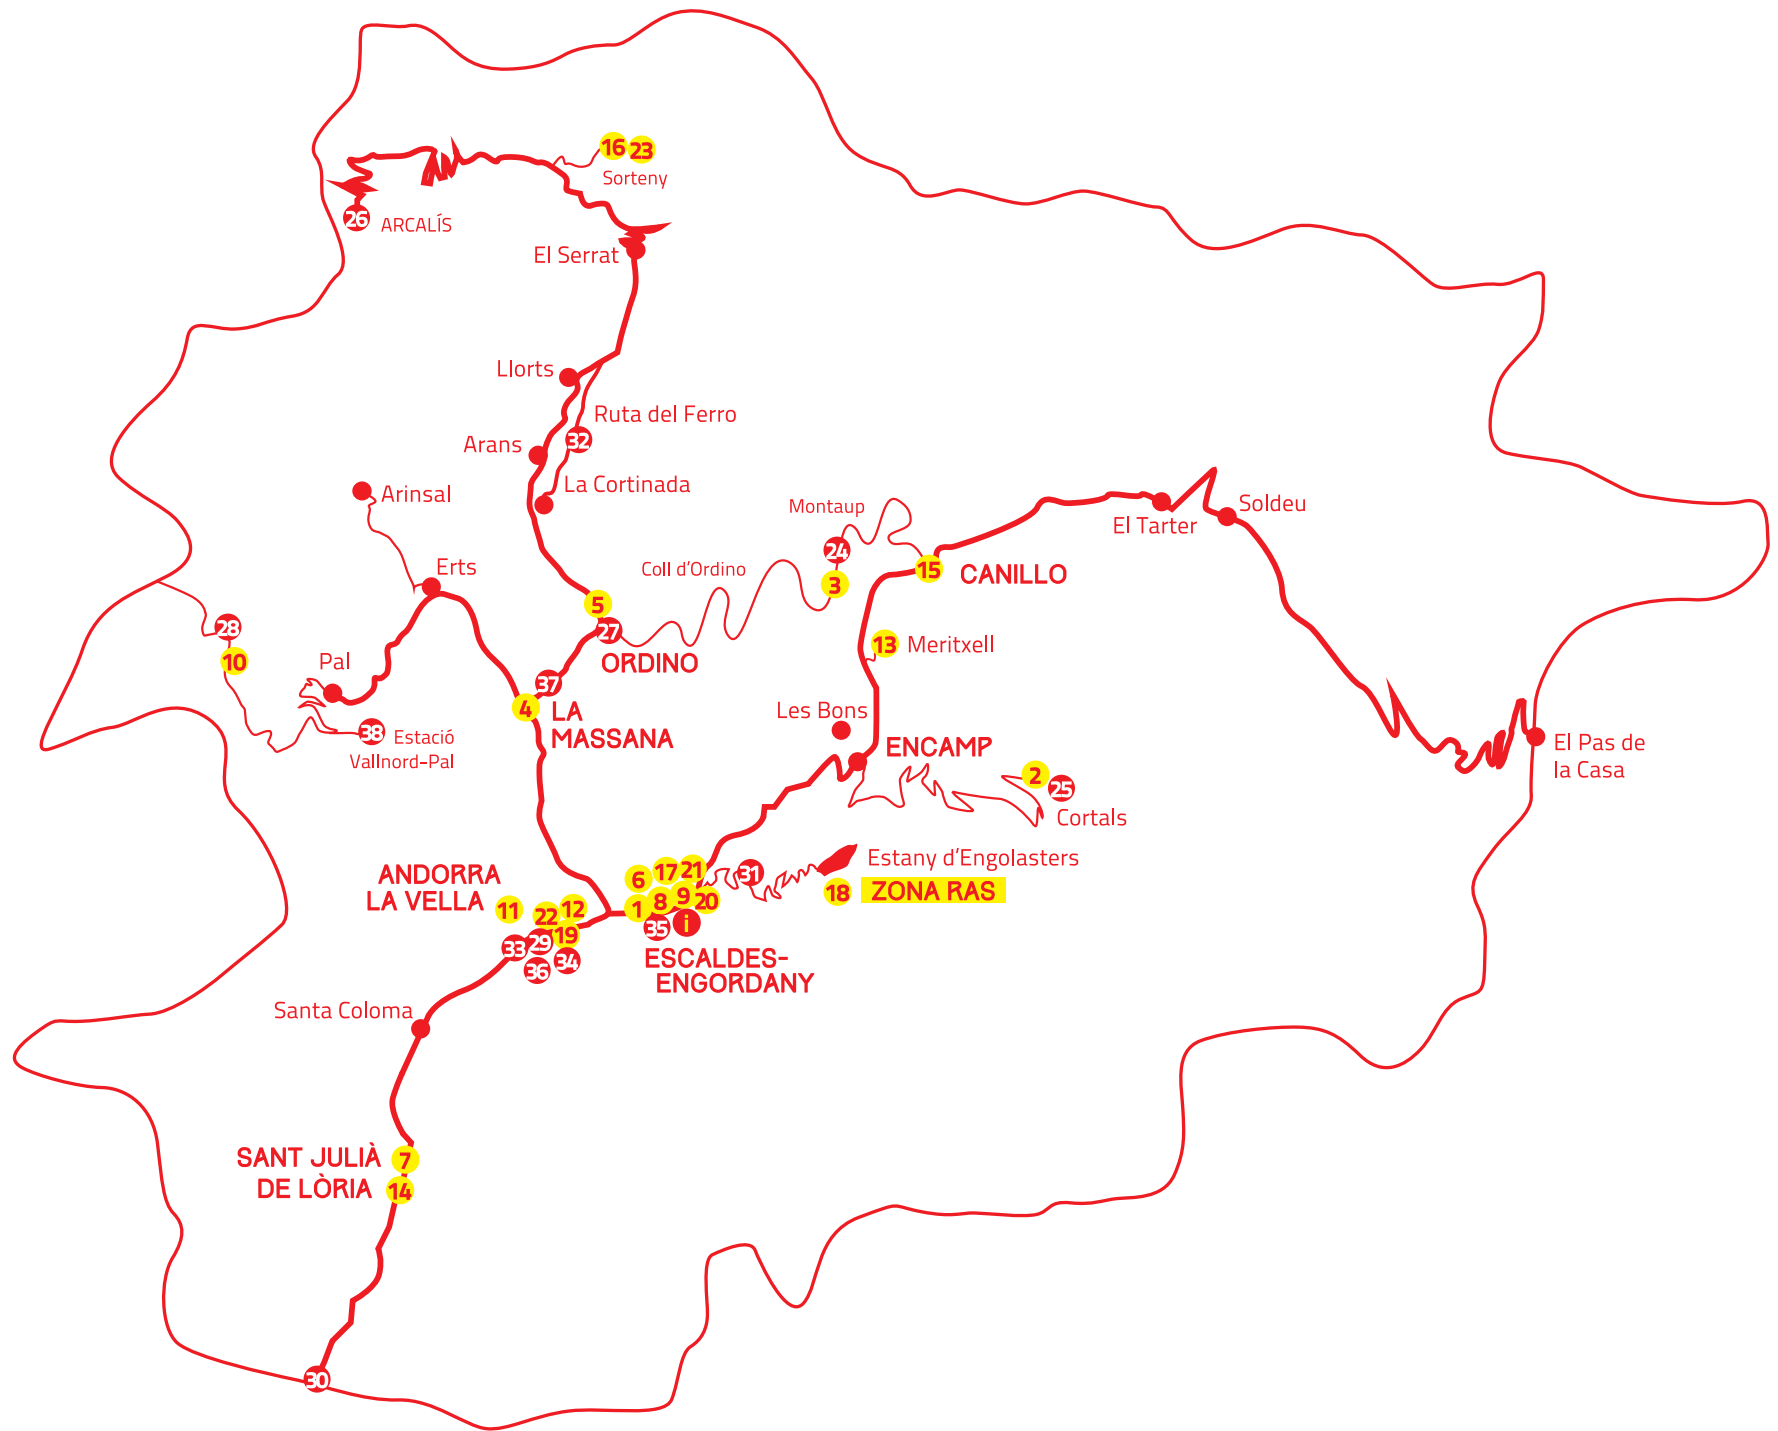 16
23
Sorteny
26
ARCALÍS
El Serrat
Llorts
Ruta del Ferro
32
Arans
La Cortinada
Arinsal
Erts
Montaup
24
Coll d'Ordino
3
15
CANILLO
El Tarter
Soldeu
5
27
ORDINO
28
10
Pal
13
Meritxell
37
4
LA
MASSANA
38
Estació
Vallnord-Pal
Les Bons
ENCAMP
2
25
Cortals
El Pas de
la Casa
ANDORRA
LA VELLA
11
22
12
19
33
29
36
34
6
17
21
1
8
9
20
35
i
31
Estany d'Engolasters
18
ZONA RAS
ESCALDES-
ENGORDANY
Santa Coloma
SANT JULIÀ
DE LÒRIA
7
14
30